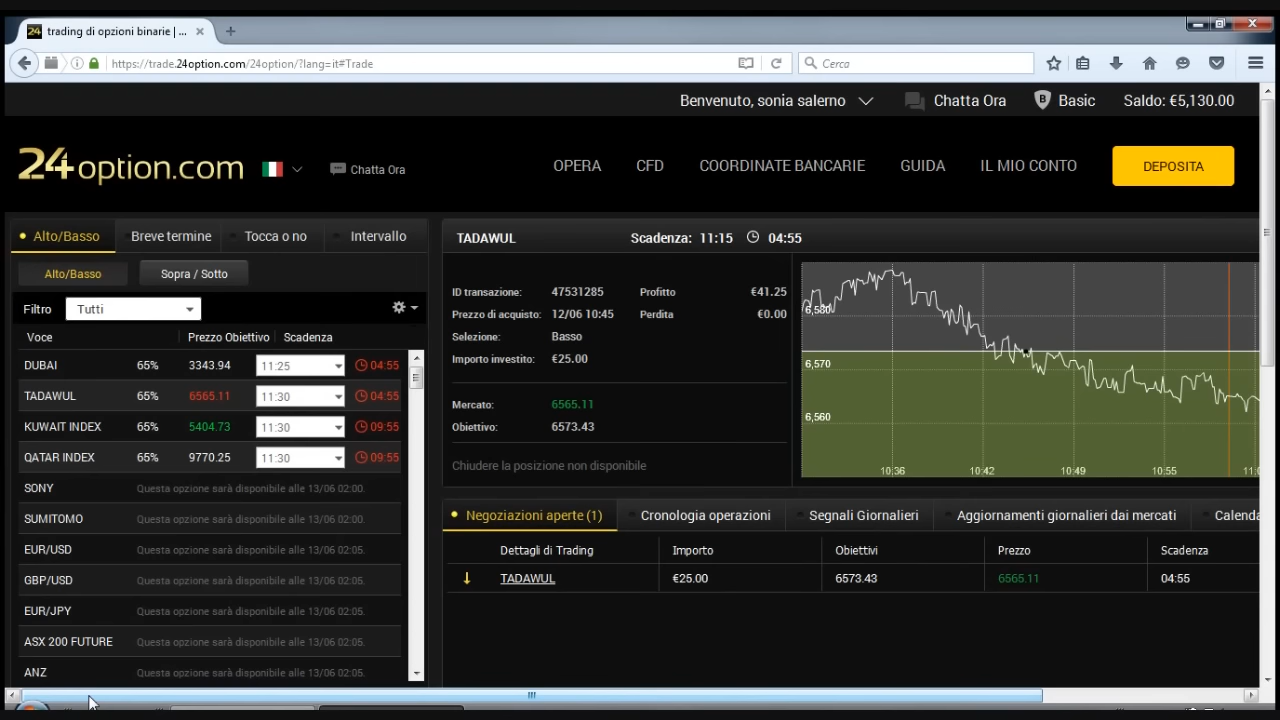 24 trading di opzioni binarie | ...
https://trade.24option.com/24option/?lang=it#Trade
Cerca
Benvenuto, sonia salerno
Chatta Ora
B Basic
Saldo: €5,130.00
24option.com
Chatta Ora
OPERA
CFD
COORDINATE BANCARIE
GUIDA
IL MIO CONTO
DEPOSITA
Alto/Basso
Breve termine
Tocca o no
Intervallo
Alto/Basso
Sopra / Sotto
Filtro
Tutti
Voce
Prezzo Obiettivo
Scadenza
DUBAI 65% 3343.94 11:25 04:55
TADAWUL 65% 6565.11 11:30 04:55
KUWAIT INDEX 65% 5404.73 11:30 09:55
QATAR INDEX 65% 9770.25 11:30 09:55
SONY Questa opzione sarà disponibile alle 13/06 02:00.
SUMITOMO Questa opzione sarà disponibile alle 13/06 02:00.
EUR/USD Questa opzione sarà disponibile alle 13/06 02:05.
GBP/USD Questa opzione sarà disponibile alle 13/06 02:05.
EUR/JPY Questa opzione sarà disponibile alle 13/06 02:05.
ASX 200 FUTURE Questa opzione sarà disponibile alle 13/06 02:05.
ANZ Questa opzione sarà disponibile alle 13/06 02:05.
TADAWUL
Scadenza: 11:15 04:55
ID transazione: 47531285 Profitto €41.25
Prezzo di acquisto: 12/06 10:45 Perdita €0.00
Selezione: Basso
Importo investito: €25.00
Mercato: 6565.11
Obiettivo: 6573.43
Chiudere la posizione non disponibile
6,580
6,570
6,560
10:36 10:42 10:49 10:55 11:0
Negoziazioni aperte (1)
Cronologia operazioni
Segnali Giornalieri
Aggiornamenti giornalieri dai mercati
Calenda
Dettagli di Trading Importo Obiettivi Prezzo Scadenza
TADAWUL €25.00 6573.43 6565.11 04:55